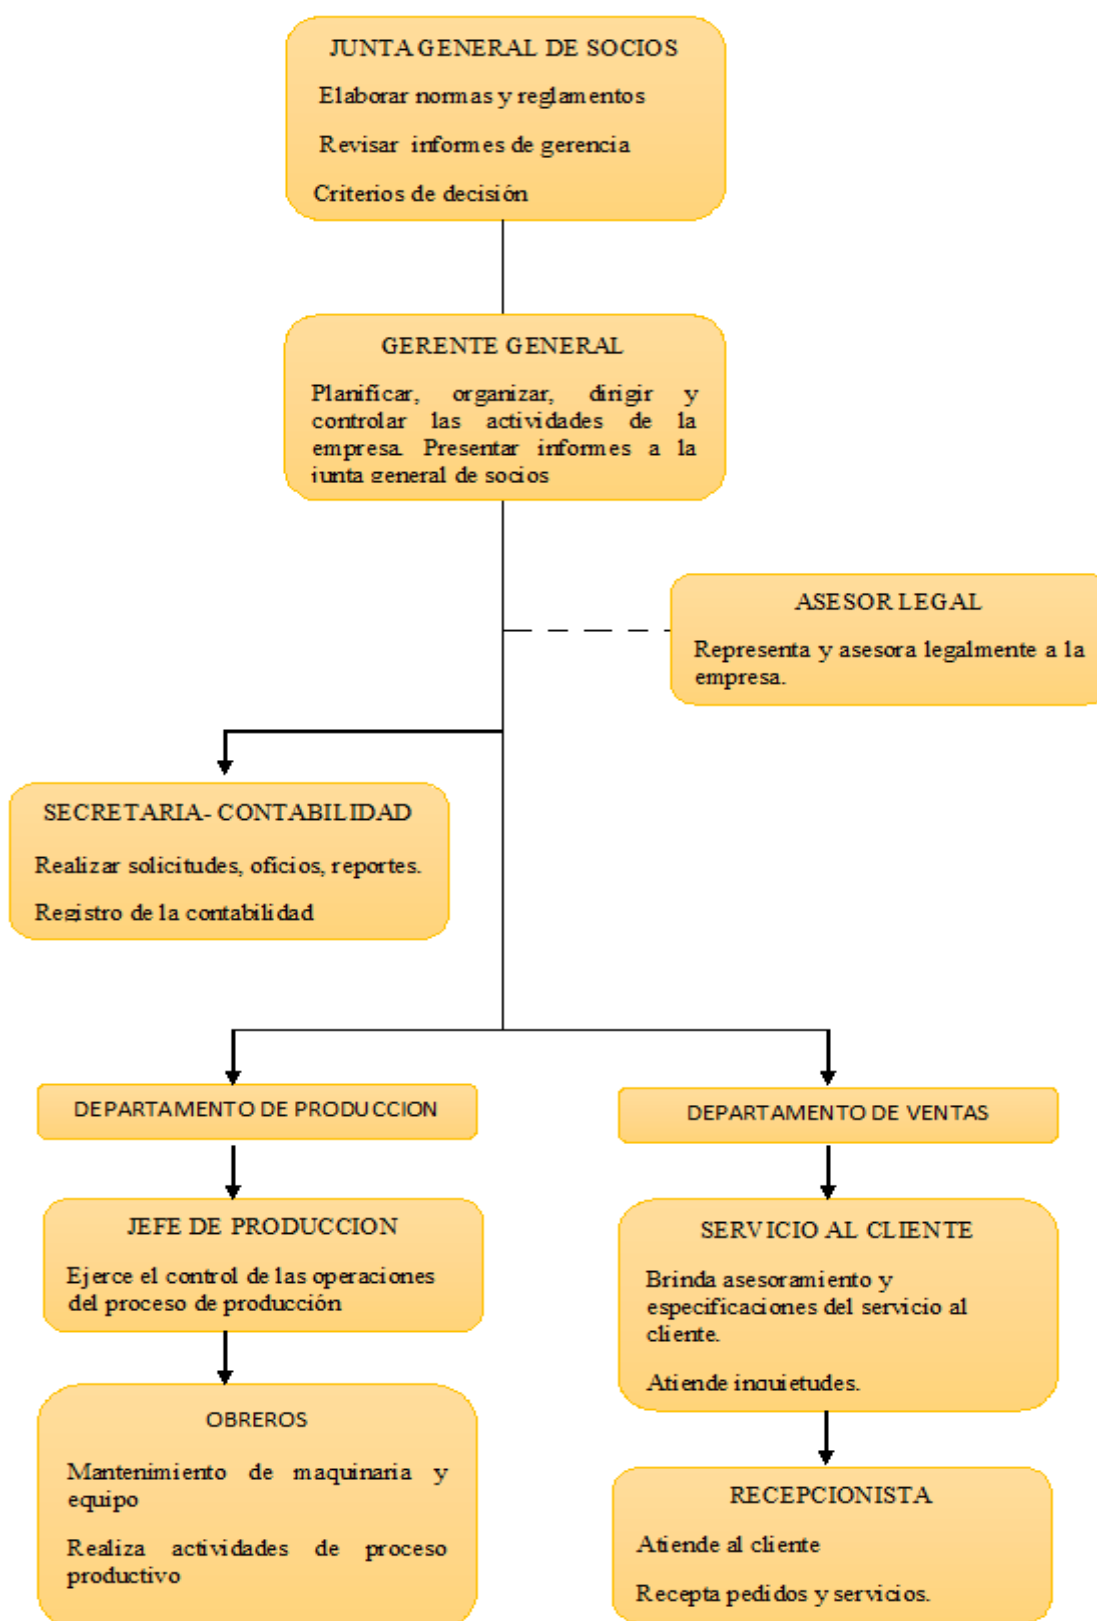 JUNTA GENERAL DE SOCIOS
Elaborar normas y reglamentos
Revisar informes de gerencia
Criterios de decisión
GERENTE GENERAL
Planificar, organizar, dirigir y
controlar las actividades de la
empresa. Presentar informes a la
junta general de socios
ASESOR LEGAL
Representa y asesora legalmente a la
empresa.
SECRETARIA- CONTABILIDAD
Realizar solicitudes, oficios, reportes.
Registro de la contabilidad
DEPARTAMENTO DE PRODUCCION
JEFE DE PRODUCCION
Ejerce el control de las operaciones
del proceso de producción
OBREROS
Mantenimiento de maquinaria y
equipo
Realiza actividades de proceso
productivo
DEPARTAMENTO DE VENTAS
SERVICIO AL CLIENTE
Brinda asesoramiento y
especificaciones del servicio al
cliente.
Atiende inquietudes.
RECEPCIONISTA
Atiende al cliente
Recepta pedidos y servicios.